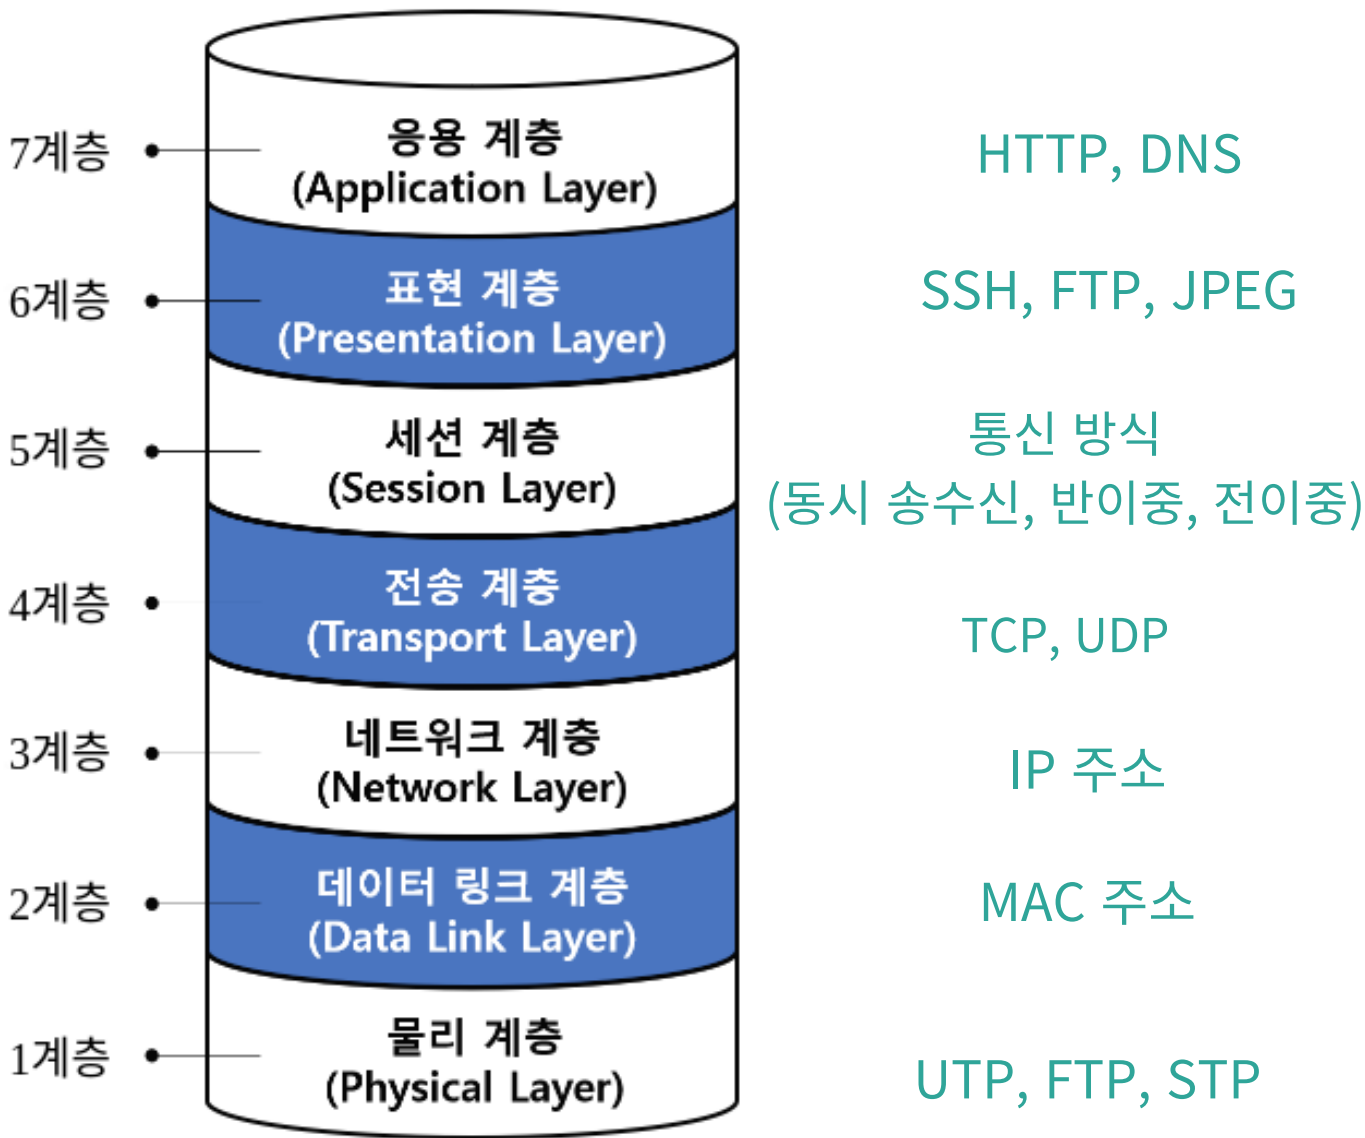 7계층
응용 계층
(Application Layer)
HTTP, DNS
6계층
표현 계층
(Presentation Layer)
SSH, FTP, JPEG
5계층
세션 계층
(Session Layer)
통신 방식
(동시 송수신, 반이중, 전이중)
4계층
전송 계층
(Transport Layer)
TCP, UDP
3계층
네트워크 계층
(Network Layer)
IP 주소
2계층
데이터 링크 계층
(Data Link Layer)
MAC 주소
1계층
물리 계층
(Physical Layer)
UTP, FTP, STP